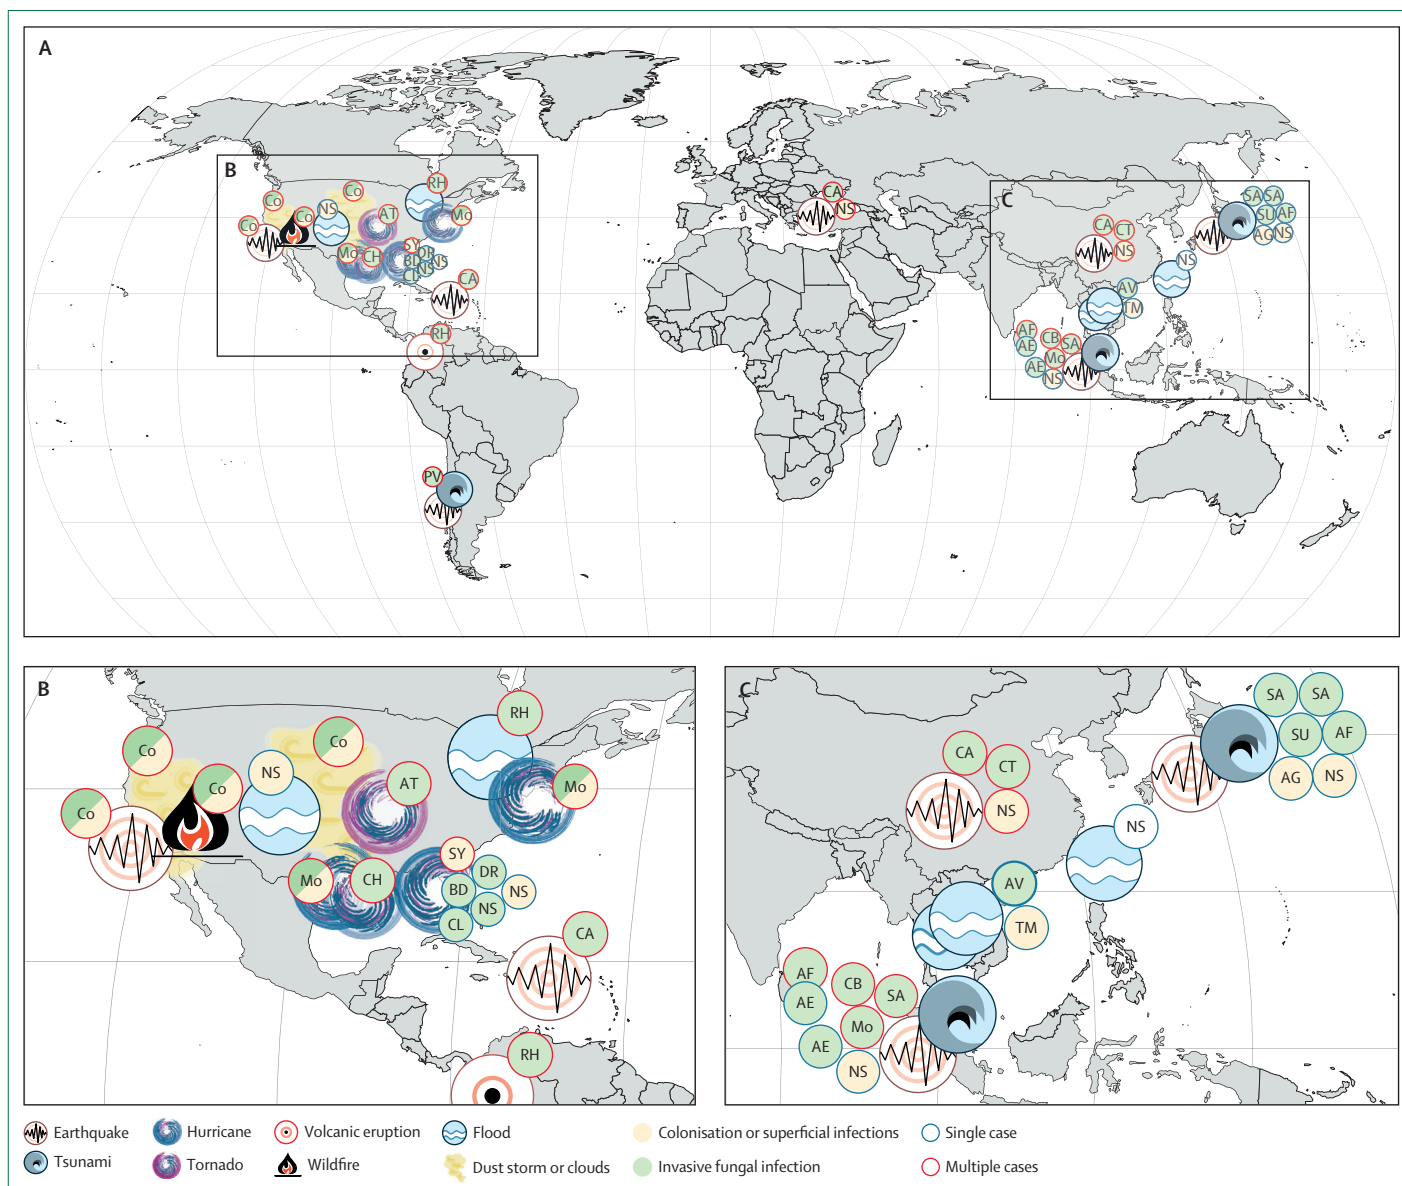 A
B
Co
Co
Co
Co
NS
RH
AT
Mo
Mo
CH
SY
BD
DR
NS
NS
CL
CA
RH
PV
CA
NS
C
CA
CT
NS
SA
SA
SU
AF
AG
NS
NS
AV
TM
AF
AE
CB
SA
Mo
AE
NS
B
Co
Co
Co
Co
NS
RH
AT
Mo
Mo
CH
SY
BD
DR
NS
NS
CL
CA
RH
C
SA
SA
SU
AF
AG
NS
CA
CT
NS
NS
AV
TM
AF
AE
CB
SA
Mo
AE
NS
Earthquake
Hurricane
Volcanic eruption
Flood
Colonisation or superficial infections
Single case
Tsunami
Tornado
Wildfire
Dust storm or clouds
Invasive fungal infection
Multiple cases